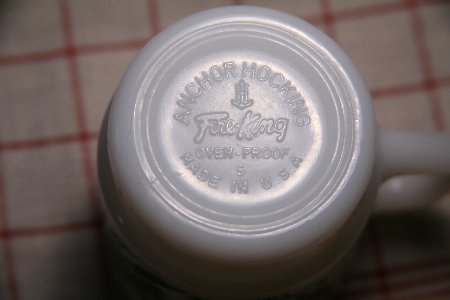 ANCHOR HOCKING
Fire-King
OVEN-PROOF
5
MADE IN U.S.A